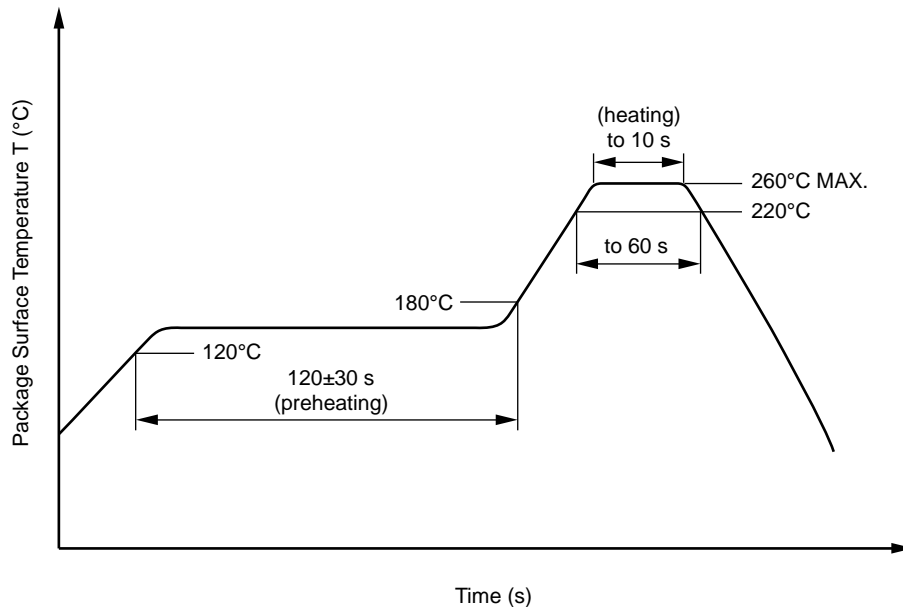 Package Surface Temperature T (°C)
(heating)
to 10 s
260°C MAX.
220°C
to 60 s
180°C
120°C
120±30 s
(preheating)
Time (s)